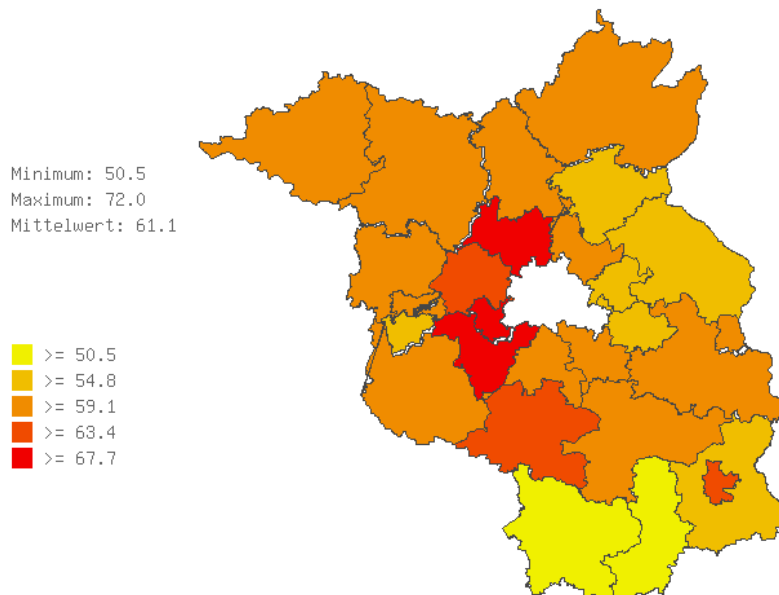 Minimum: 50.5
Maximum: 72.0
Mittelwert: 61.1
>= 50.5
>= 54.8
>= 59.1
>= 63.4
>= 67.7